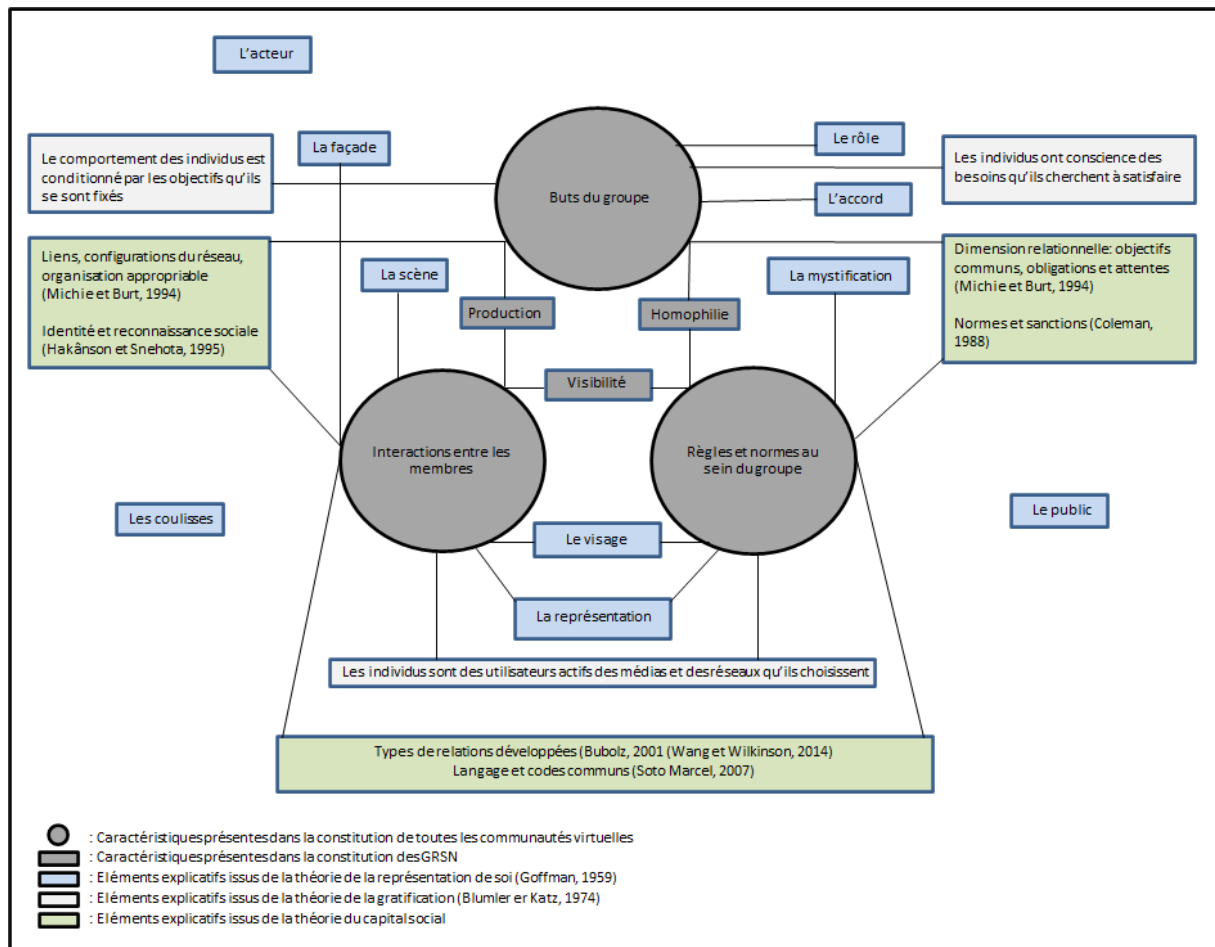 L'acteur
La façade
Le rôle
Le comportement des individus est
conditionné par les objectifs qu'ils
se sont fixés
Buts du groupe
Les individus ont conscience des
besoins qu'ils cherchent à satisfaire
L'accord
Liens, configurations du réseau,
organisation appropriable
(Michie et Burt, 1994)
Identité et reconnaissance sociale
(Hakânson et Snehota, 1995)
La scène
La mystification
Dimension relationnelle: objectifs
communs, obligations et attentes
(Michie et Burt, 1994)
Normes et sanctions (Coleman,
1988)
Production
Homophilie
Visibilité
Interactions entre les
membres
Règles et normes au
sein du groupe
Les coulisses
Le public
Le visage
La représentation
Les individus sont des utilisateurs actifs des médias et desréseaux qu'ils choisissent
Types de relations développées (Bubolz, 2001 (Wang et Wilkinson, 2014)
Langage et codes communs (Soto Marcel, 2007)
: Caractéristiques présentes dans la constitution de toutes les communautés virtuelles
: Caractéristiques présentes dans la constitution des GRSN
: Eléments explicatifs issus de la théorie de la représentation de soi (Goffman, 1959)
: Eléments explicatifs issus de la théorie de la gratification (Blumler er Katz, 1974)
: Eléments explicatifs issus de la théorie du capital social